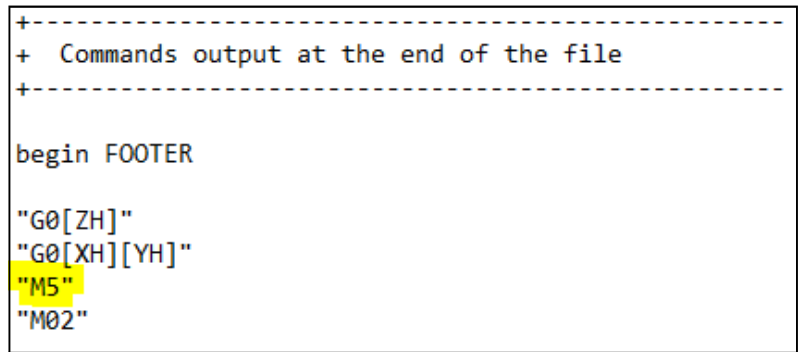 +----------------------------------------------------
+  Commands output at the end of the file
+----------------------------------------------------
begin FOOTER
"G0[ZH]"
"G0[XH][YH]"
"M5"
"M02"